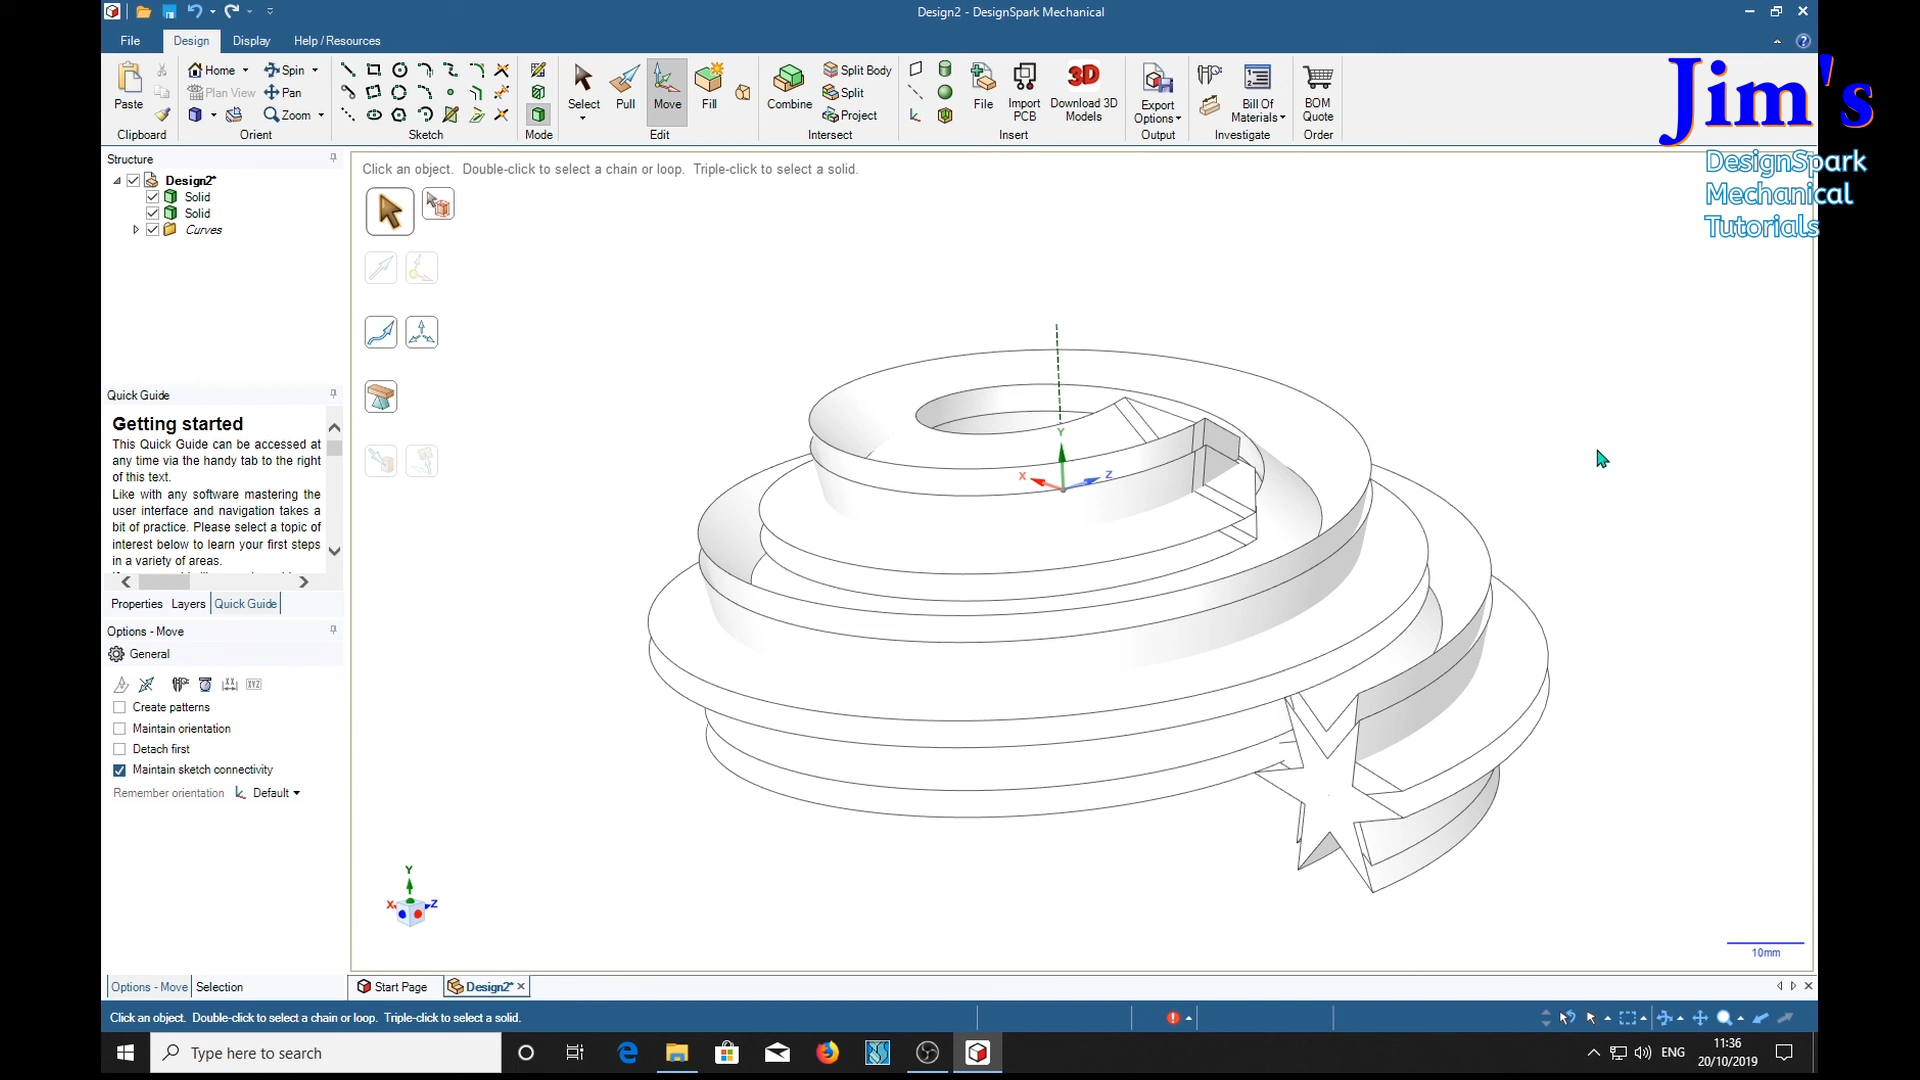 Design2 - DesignSpark Mechanical
File
Design
Display
Help / Resources
Paste
Clipboard
Home
Plan View
Spin
Pan
Zoom
Orient
Sketch
Mode
Select
Pull
Move
Fill
Edit
Combine
Split Body
Split
Project
Intersect
File
Import
PCB
Download 3D
Models
Insert
Export
Options
Output
Bill Of
Materials
Investigate
BOM
Quote
Order
3D
Jim's
DesignSpark
Mechanical
Tutorials
Structure
Design2*
Solid
Solid
Curves
Click an object. Double-click to select a chain or loop. Triple-click to select a solid.
Quick Guide
Getting started
This Quick Guide can be accessed at
any time via the handy tab to the right
of this text.
Like with any software mastering the
user interface and navigation takes a
bit of practice. Please select a topic of
interest below to learn your first steps
in a variety of areas.
Properties
Layers
Quick Guide
Options - Move
General
Create patterns
Maintain orientation
Detach first
Maintain sketch connectivity
Remember orientation
Default
Y
X
Z
Y
X
Z
10mm
Options - Move
Selection
Start Page
Design2*
Click an object. Double-click to select a chain or loop. Triple-click to select a solid.
Type here to search
ENG
11:36
20/10/2019